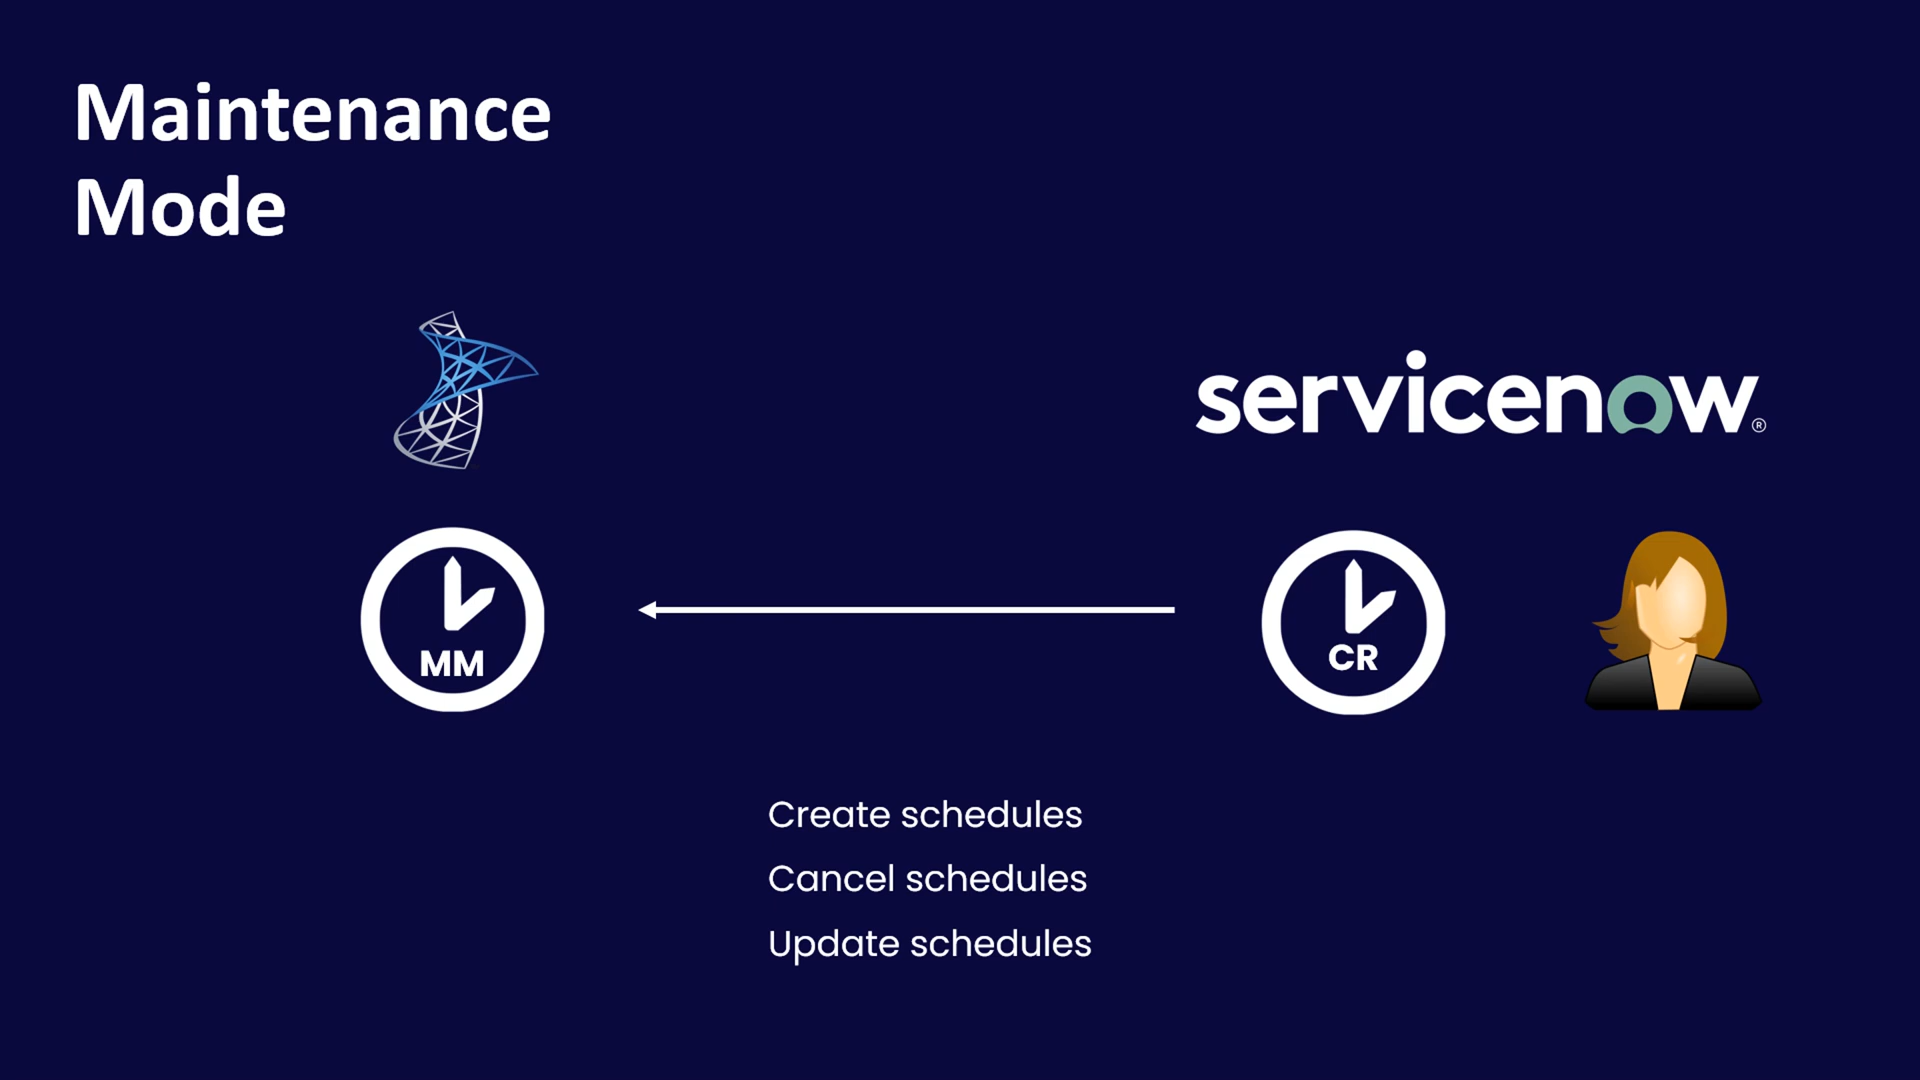 Maintenance
Mode
servicenow®
MM
CR
Create schedules
Cancel schedules
Update schedules